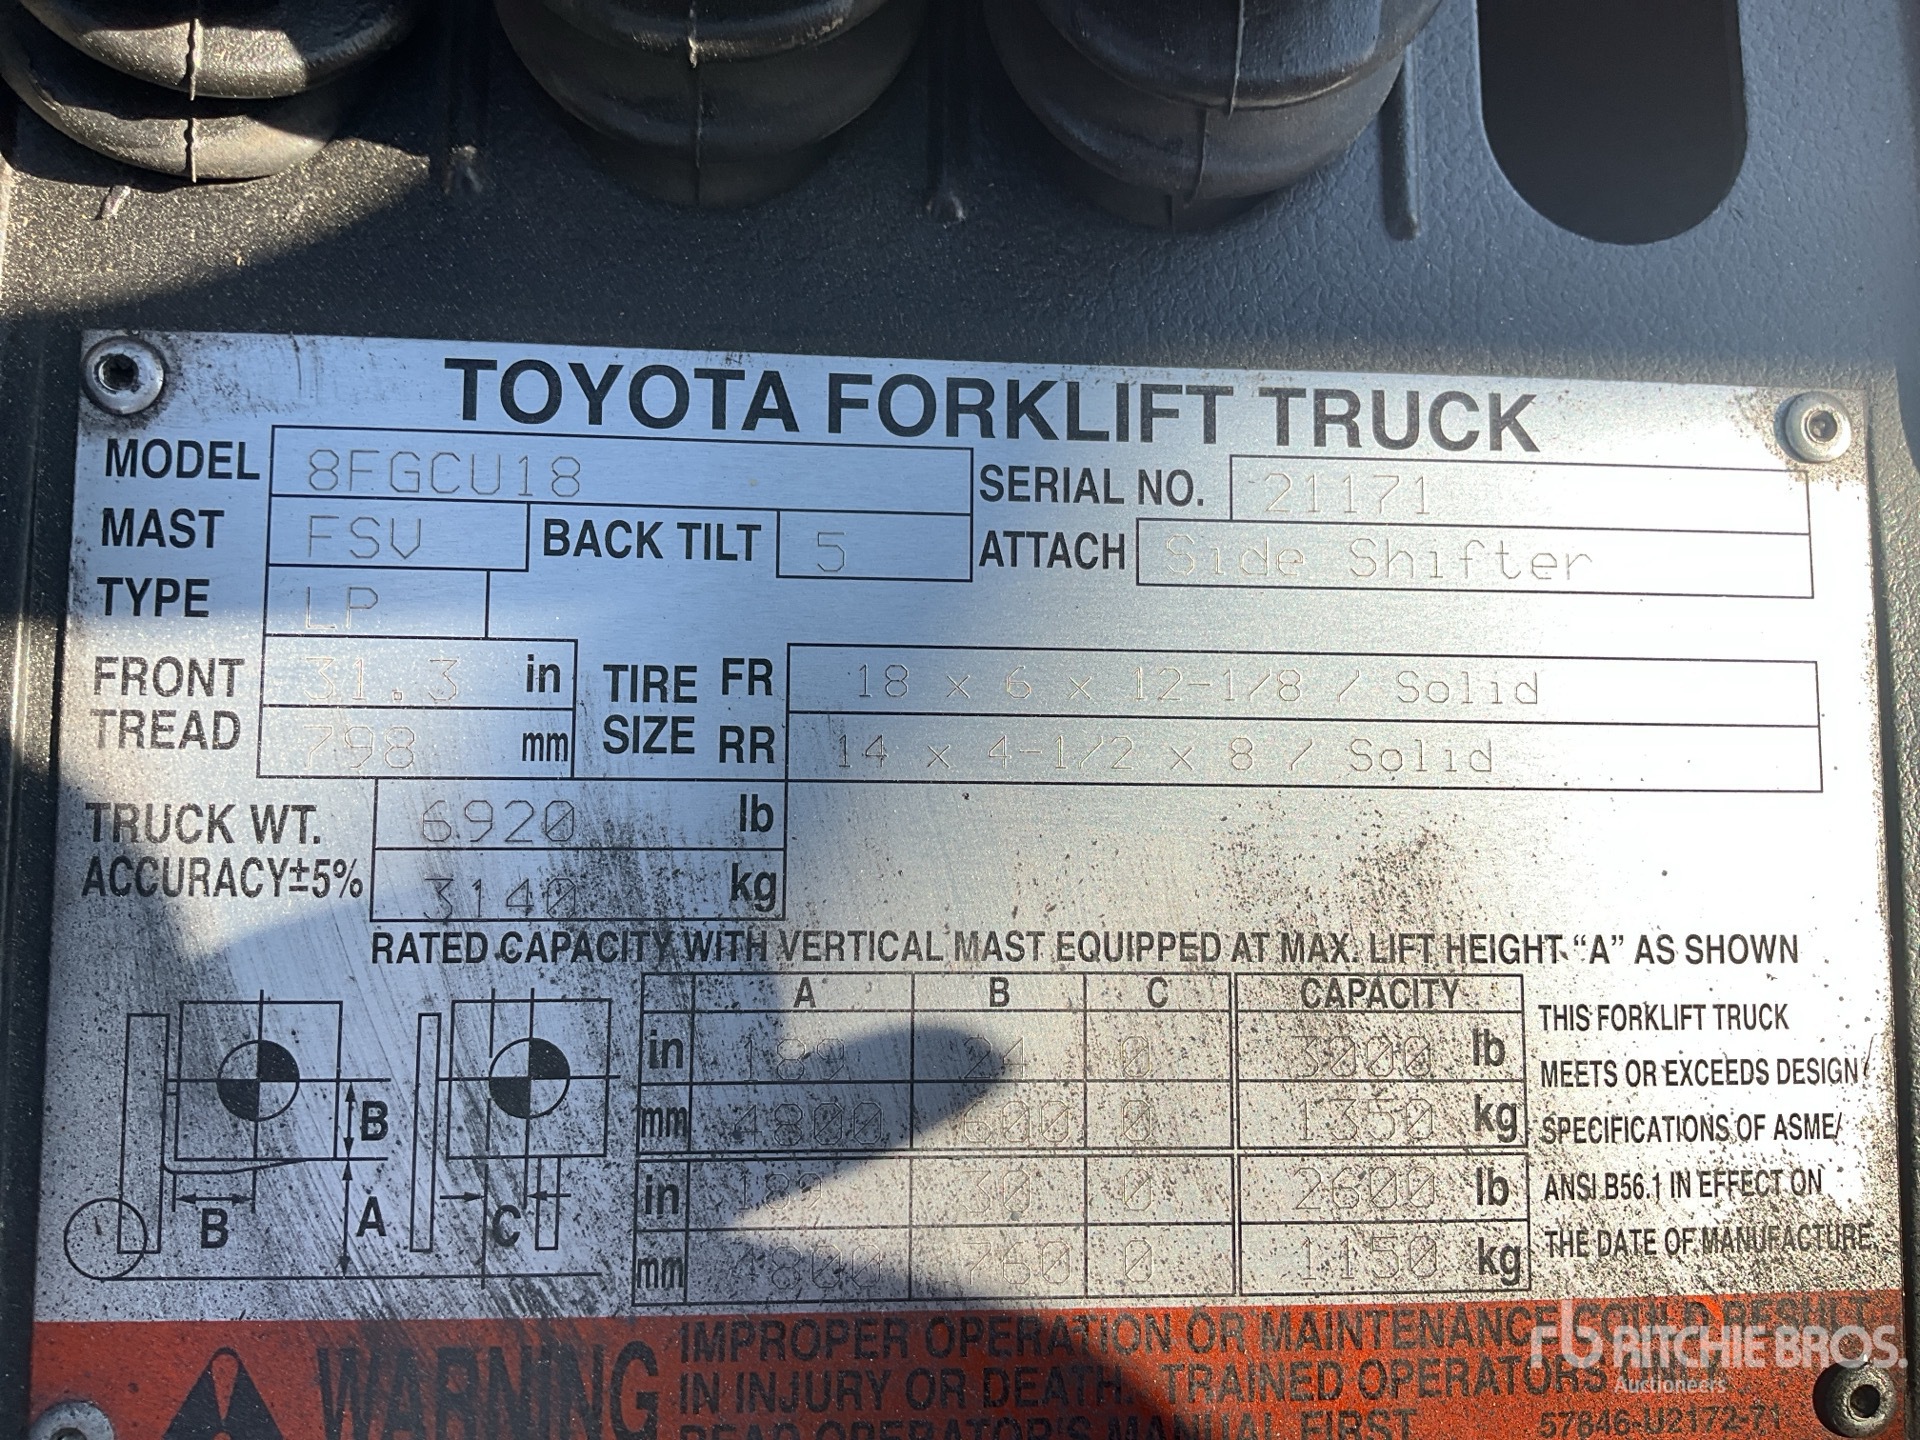 TOYOTA FORKLIFT TRUCK
MODEL 8FGCU18 SERIAL NO. 21171
MAST FSV BACK TILT 5 ATTACH Side Shifter
TYPE LP
FRONT TREAD 31.3 in TIRE SIZE FR 18 x 6 x 12-1/8 / Solid
798 mm RR 14 x 4-1/2 x 8 / Solid
TRUCK WT. 6920 lb
ACCURACY±5% 3140 kg
RATED CAPACITY WITH VERTICAL MAST EQUIPPED AT MAX. LIFT HEIGHT "A" AS SHOWN
A B C CAPACITY
in 189 24 0 3000 lb
mm 4800 600 0 1350 kg
in 189 30 0 2600 lb
mm 4800 760 0 1150 kg
B
A
B
C
THIS FORKLIFT TRUCK
MEETS OR EXCEEDS DESIGN
SPECIFICATIONS OF ASME/
ANSI B56.1 IN EFFECT ON
THE DATE OF MANUFACTURE
WARNING
IMPROPER OPERATION OR MAINTENANCE COULD RESULT
IN INJURY OR DEATH. TRAINED OPERATORS
READ OPERATOR'S MANUAL FIRST
57846-U2172-71
rb RITCHIE BROS.
Auctioneers